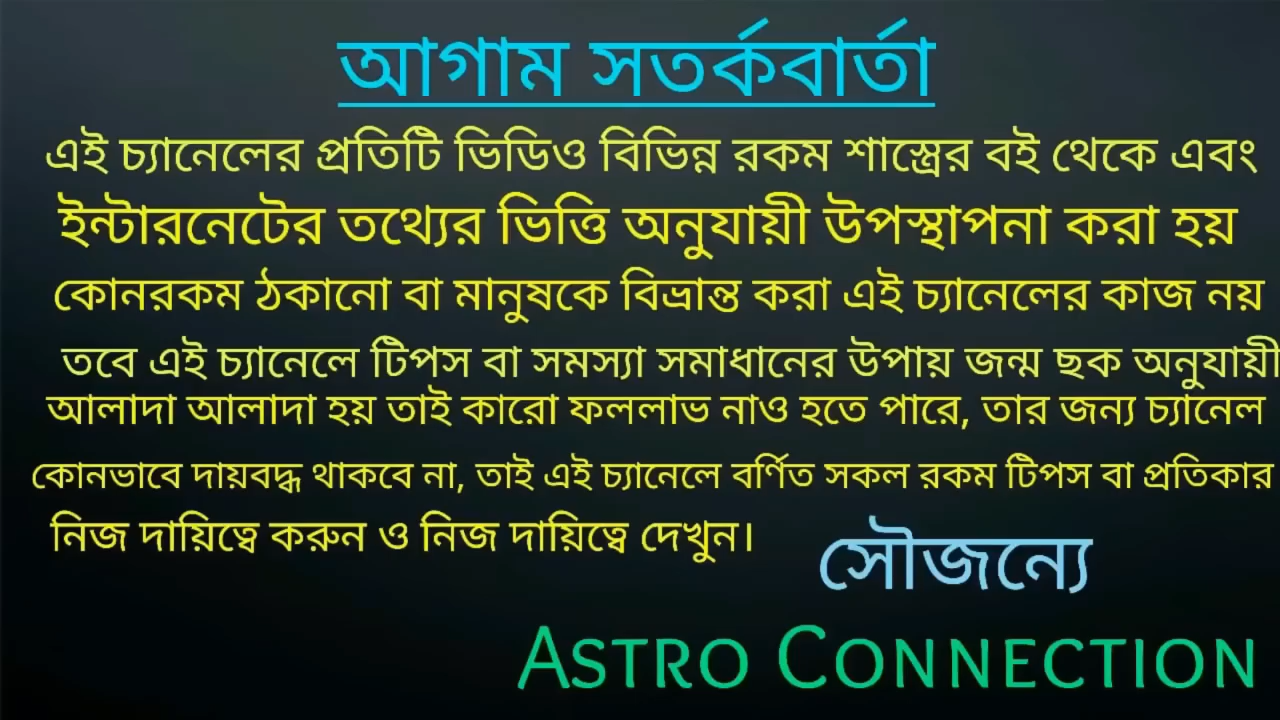 আগাম সতর্কবার্তা
এই চ্যানেলের প্রতিটি ভিডিও বিভিন্ন রকম শাস্ত্রের বই থেকে এবং
ইন্টারনেটের তথ্যের ভিত্তি অনুযায়ী উপস্থাপনা করা হয়
কোনরকম ঠকানো বা মানুষকে বিভ্রান্ত করা এই চ্যানেলের কাজ নয়
তবে এই চ্যানেলে টিপস বা সমস্যা সমাধানের উপায় জন্ম ছক অনুযায়ী
আলাদা আলাদা হয় তাই কারো ফললাভ নাও হতে পারে, তার জন্য চ্যানেল
কোনভাবে দায়বদ্ধ থাকবে না, তাই এই চ্যানেলে বর্ণিত সকল রকম টিপস বা প্রতিকার
নিজ দায়িত্বে করুন ও নিজ দায়িত্বে দেখুন।
সৌজন্যে
ASTRO CONNECTION